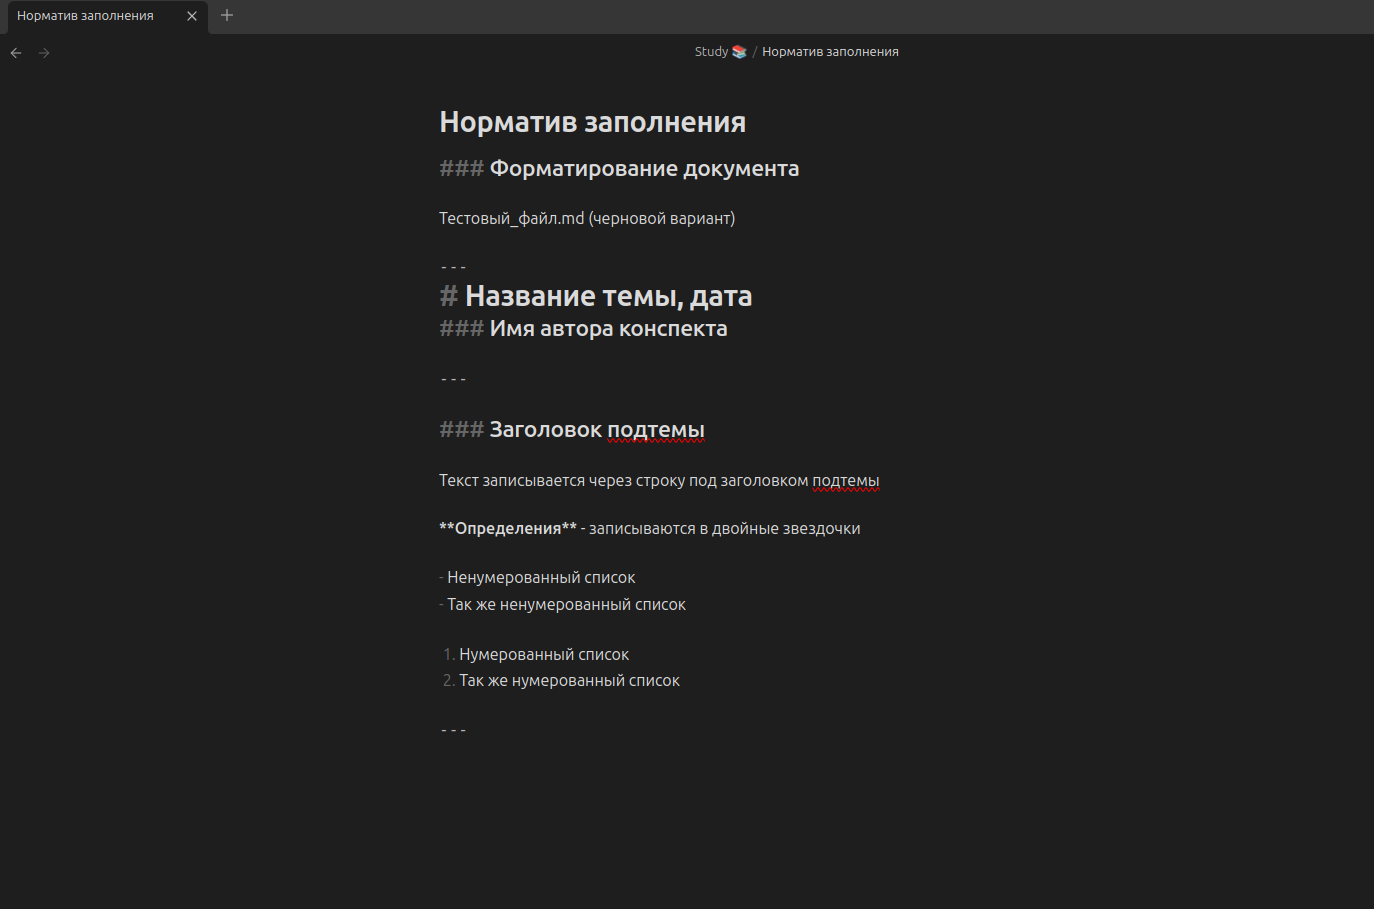 Норматив заполнения
Study 📚 / Норматив заполнения
Норматив заполнения
### Форматирование документа
Тестовый_файл.md (черновой вариант)
---
# Название темы, дата
### Имя автора конспекта
---
### Заголовок подтемы
Текст записывается через строку под заголовком подтемы
**Определения** - записываются в двойные звездочки
- Ненумерованный список
- Так же ненумерованный список
1. Нумерованный список
2. Так же нумерованный список
---